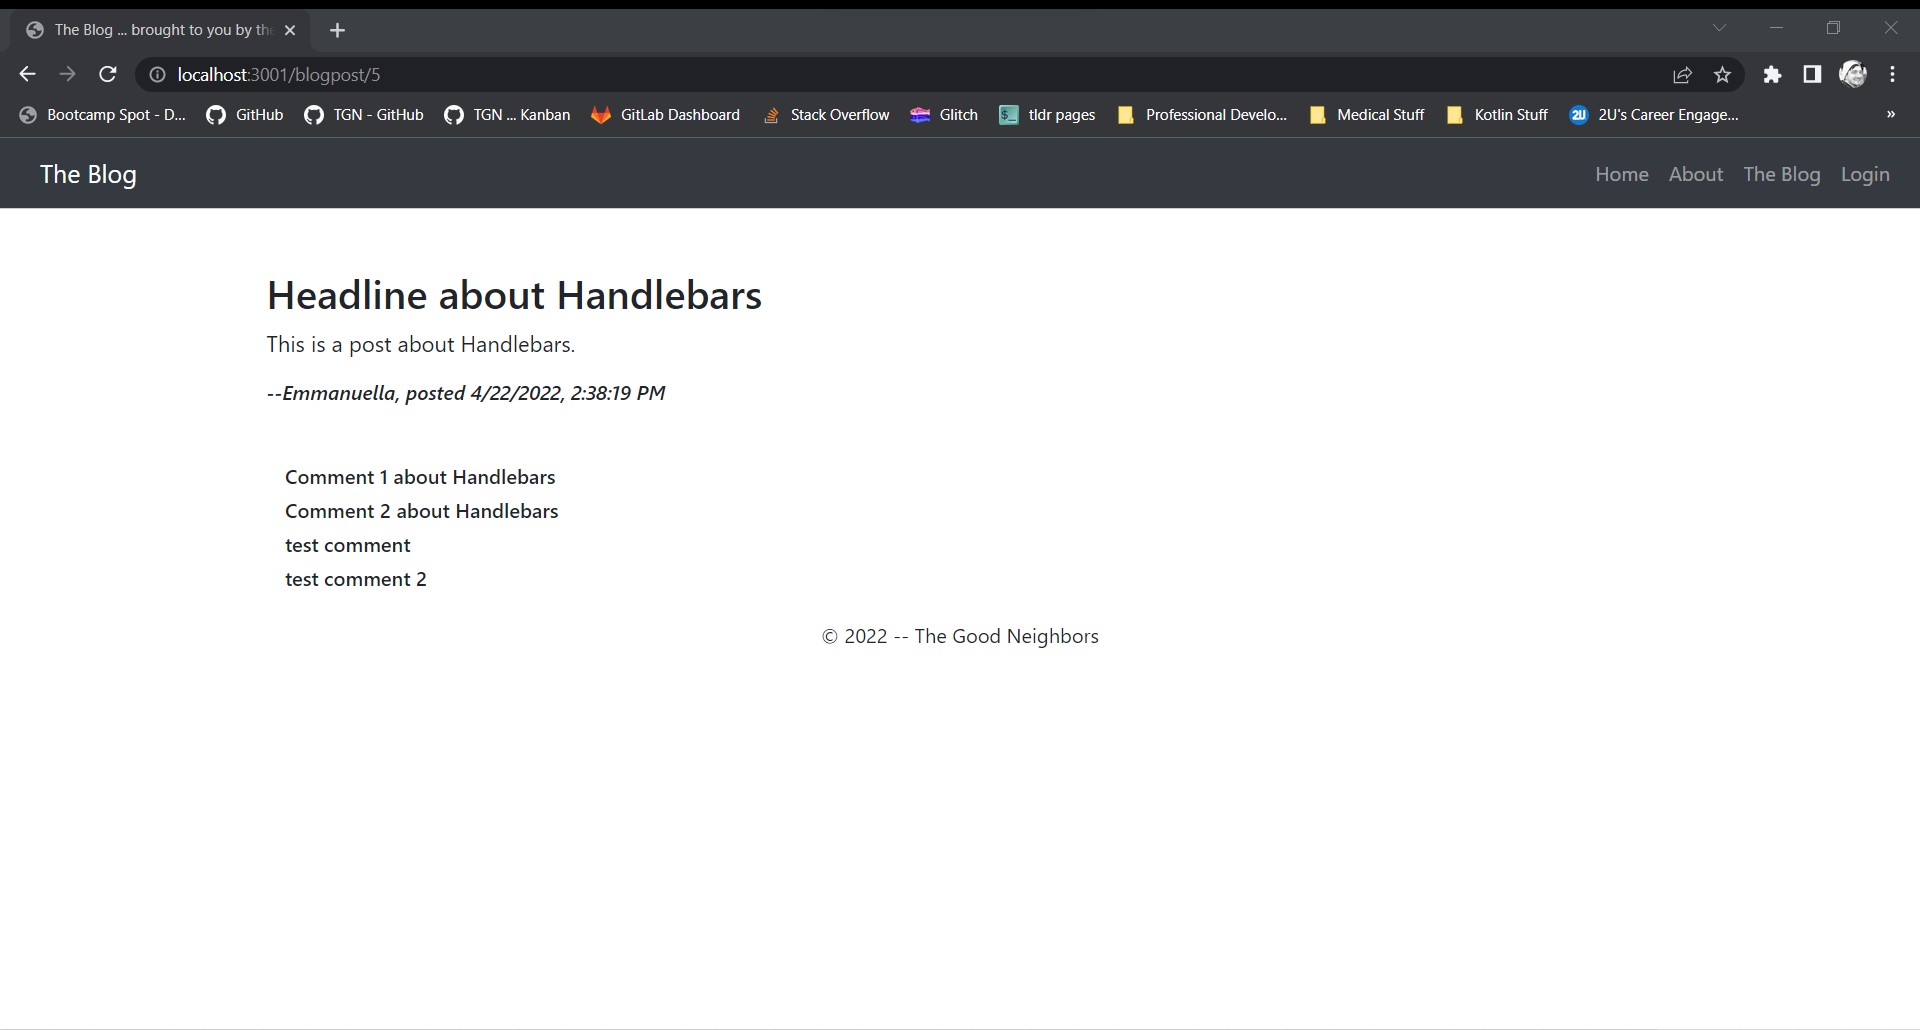 The Blog ... brought to you by the
localhost:3001/blogpost/5
Bootcamp Spot - D... GitHub TGN - GitHub TGN ... Kanban GitLab Dashboard Stack Overflow Glitch $_ tldr pages Professional Develo... Medical Stuff Kotlin Stuff 2U 2U's Career Engage... »
The Blog Home About The Blog Login
Headline about Handlebars
This is a post about Handlebars.
--Emmanuella, posted 4/22/2022, 2:38:19 PM
Comment 1 about Handlebars
Comment 2 about Handlebars
test comment
test comment 2
© 2022 -- The Good Neighbors